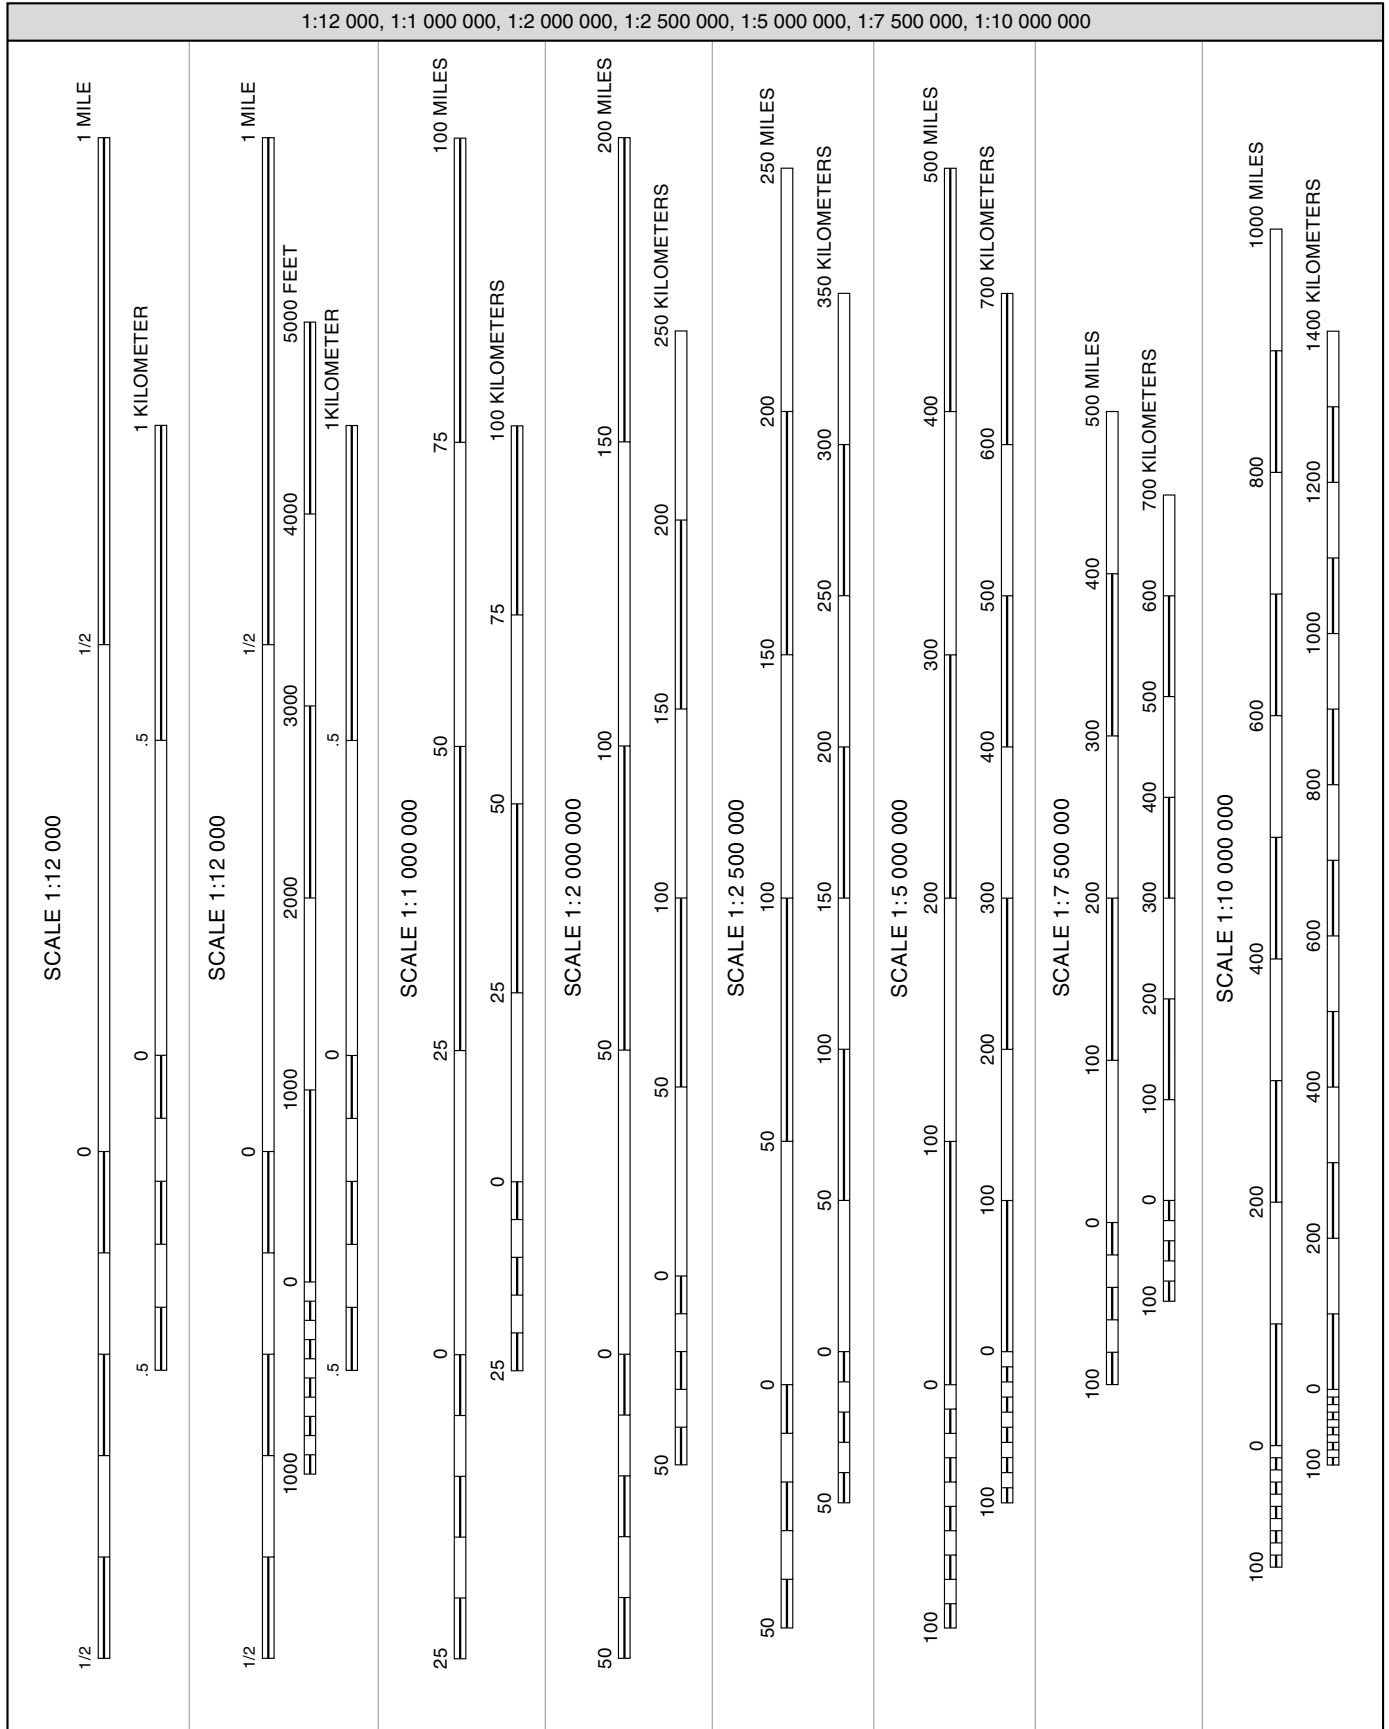 1:12 000, 1:1 000 000, 1:2 000 000, 1:2 500 000, 1:5 000 000, 1:7 500 000, 1:10 000 000
SCALE 1:12 000
1/2 0 1/2 1 MILE
.5 0 .5 1 KILOMETER
SCALE 1:12 000
1/2 0 1/2 1 MILE
1000 0 1000 2000 3000 4000 5000 FEET
.5 0 .5 1KILOMETER
SCALE 1:1 000 000
25 0 25 50 75 100 MILES
25 0 25 50 75 100 KILOMETERS
SCALE 1:2 000 000
50 0 50 100 150 200 MILES
50 0 50 100 150 200 250 KILOMETERS
SCALE 1:2 500 000
50 0 50 100 150 200 250 MILES
50 0 50 100 150 200 250 300 350 KILOMETERS
SCALE 1:5 000 000
100 0 100 200 300 400 500 MILES
100 0 100 200 300 400 500 600 700 KILOMETERS
SCALE 1:7 500 000
100 0 100 200 300 400 500 MILES
100 0 100 200 300 400 500 600 700 KILOMETERS
SCALE 1:10 000 000
100 0 200 400 600 800 1000 MILES
100 0 200 400 600 800 1000 1200 1400 KILOMETERS